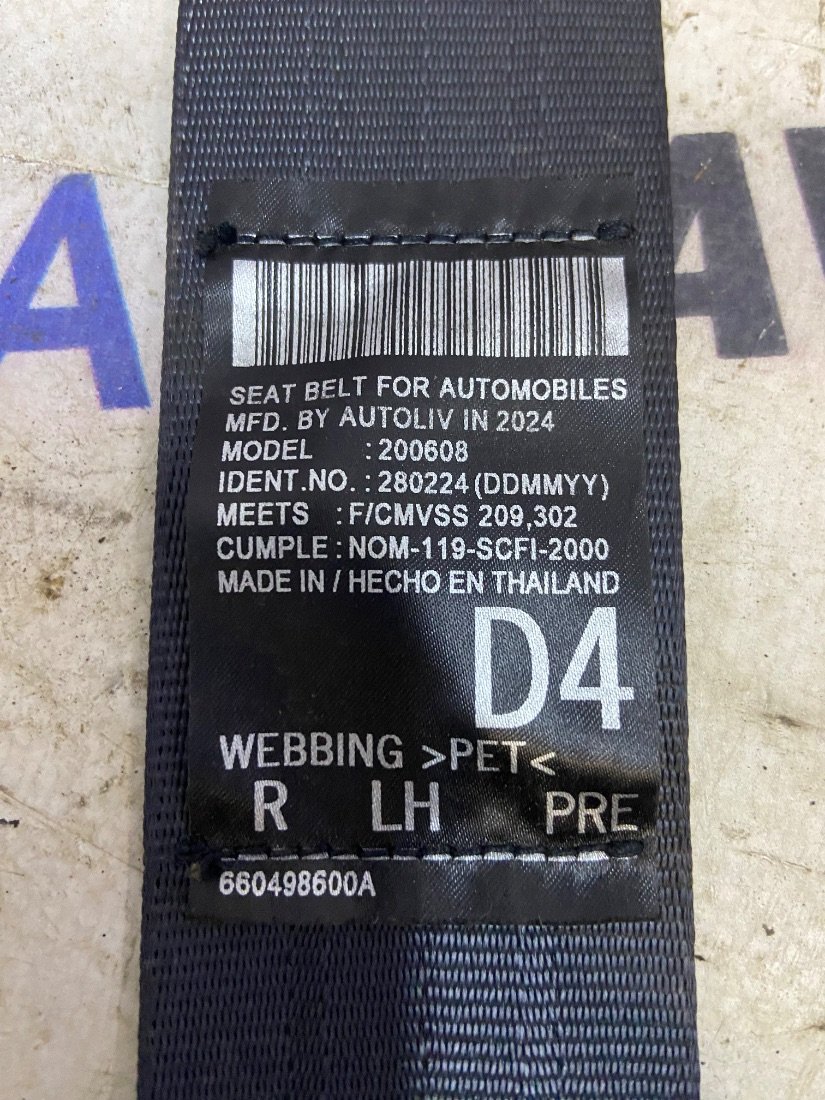 SEAT BELT FOR AUTOMOBILES
MFD. BY AUTOLIV IN 2024
MODEL : 200608
IDENT.NO. : 280224 (DDMMYY)
MEETS : F/CMVSS 209,302
CUMPLE : NOM-119-SCFI-2000
MADE IN / HECHO EN THAILAND
D4
WEBBING >PET<
R LH PRE
660498600A